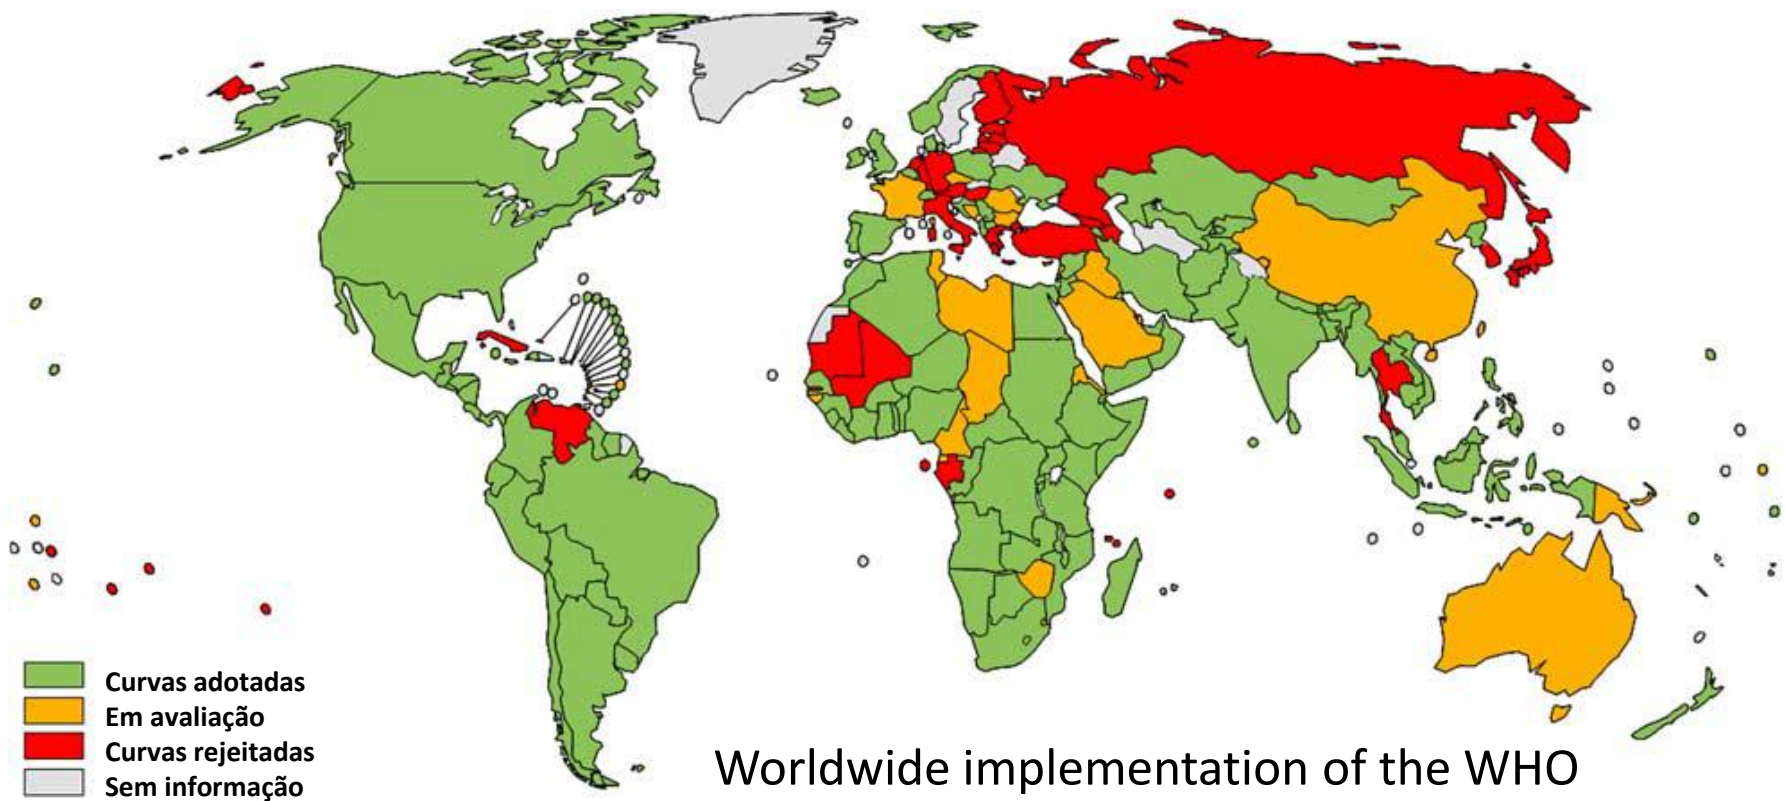 Curvas adotadas
Em avaliação
Curvas rejeitadas
Sem informação
Worldwide implementation of the WHO